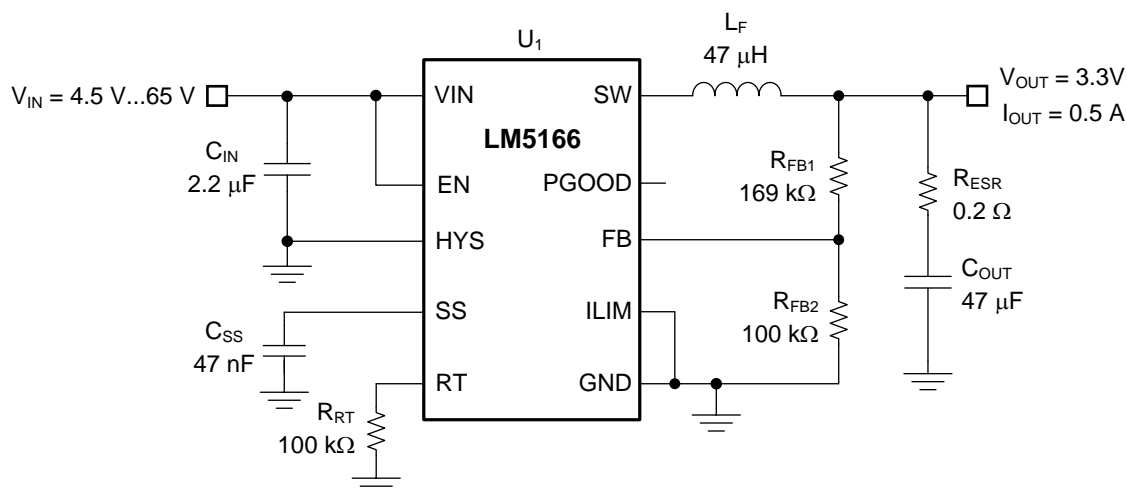 L_F
47 μH
U₁
V_IN = 4.5 V...65 V
VIN
SW
V_OUT = 3.3V
I_OUT = 0.5 A
LM5166
C_IN
2.2 μF
EN
PGOOD
R_FB1
169 kΩ
R_ESR
0.2 Ω
HYS
FB
C_OUT
47 μF
SS
ILIM
R_FB2
100 kΩ
C_SS
47 nF
RT
GND
R_RT
100 kΩ